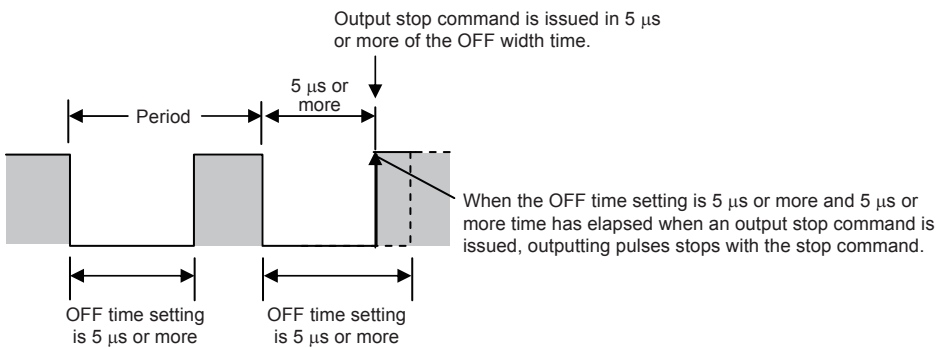 Output stop command is issued in 5 μs
or more of the OFF width time.
5 μs or
more
Period
When the OFF time setting is 5 μs or more and 5 μs or
more time has elapsed when an output stop command is
issued, outputting pulses stops with the stop command.
OFF time setting
is 5 μs or more
OFF time setting
is 5 μs or more